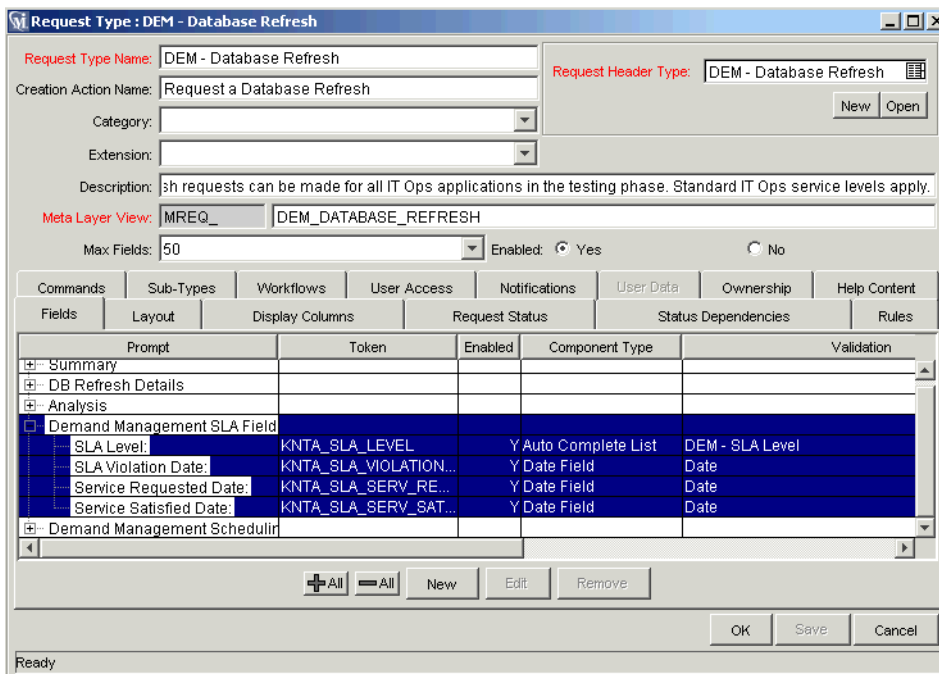 Request Type : DEM - Database Refresh
Request Type Name: DEM - Database Refresh
Request Header Type: DEM - Database Refresh
Creation Action Name: Request a Database Refresh
New Open
Category:
Extension:
Description: sh requests can be made for all IT Ops applications in the testing phase. Standard IT Ops service levels apply.
Meta Layer View: MREQ_ DEM_DATABASE_REFRESH
Max Fields: 50 Enabled: Yes No
Commands Sub-Types Workflows User Access Notifications User Data Ownership Help Content
Fields Layout Display Columns Request Status Status Dependencies Rules
Prompt Token Enabled Component Type Validation
Summary
DB Refresh Details
Analysis
Demand Management SLA Field
SLA Level: KNTA_SLA_LEVEL Y Auto Complete List DEM - SLA Level
SLA Violation Date: KNTA_SLA_VIOLATION... Y Date Field Date
Service Requested Date: KNTA_SLA_SERV_RE... Y Date Field Date
Service Satisfied Date: KNTA_SLA_SERV_SAT... Y Date Field Date
Demand Management Schedulin
All All New Edit Remove
OK Save Cancel
Ready